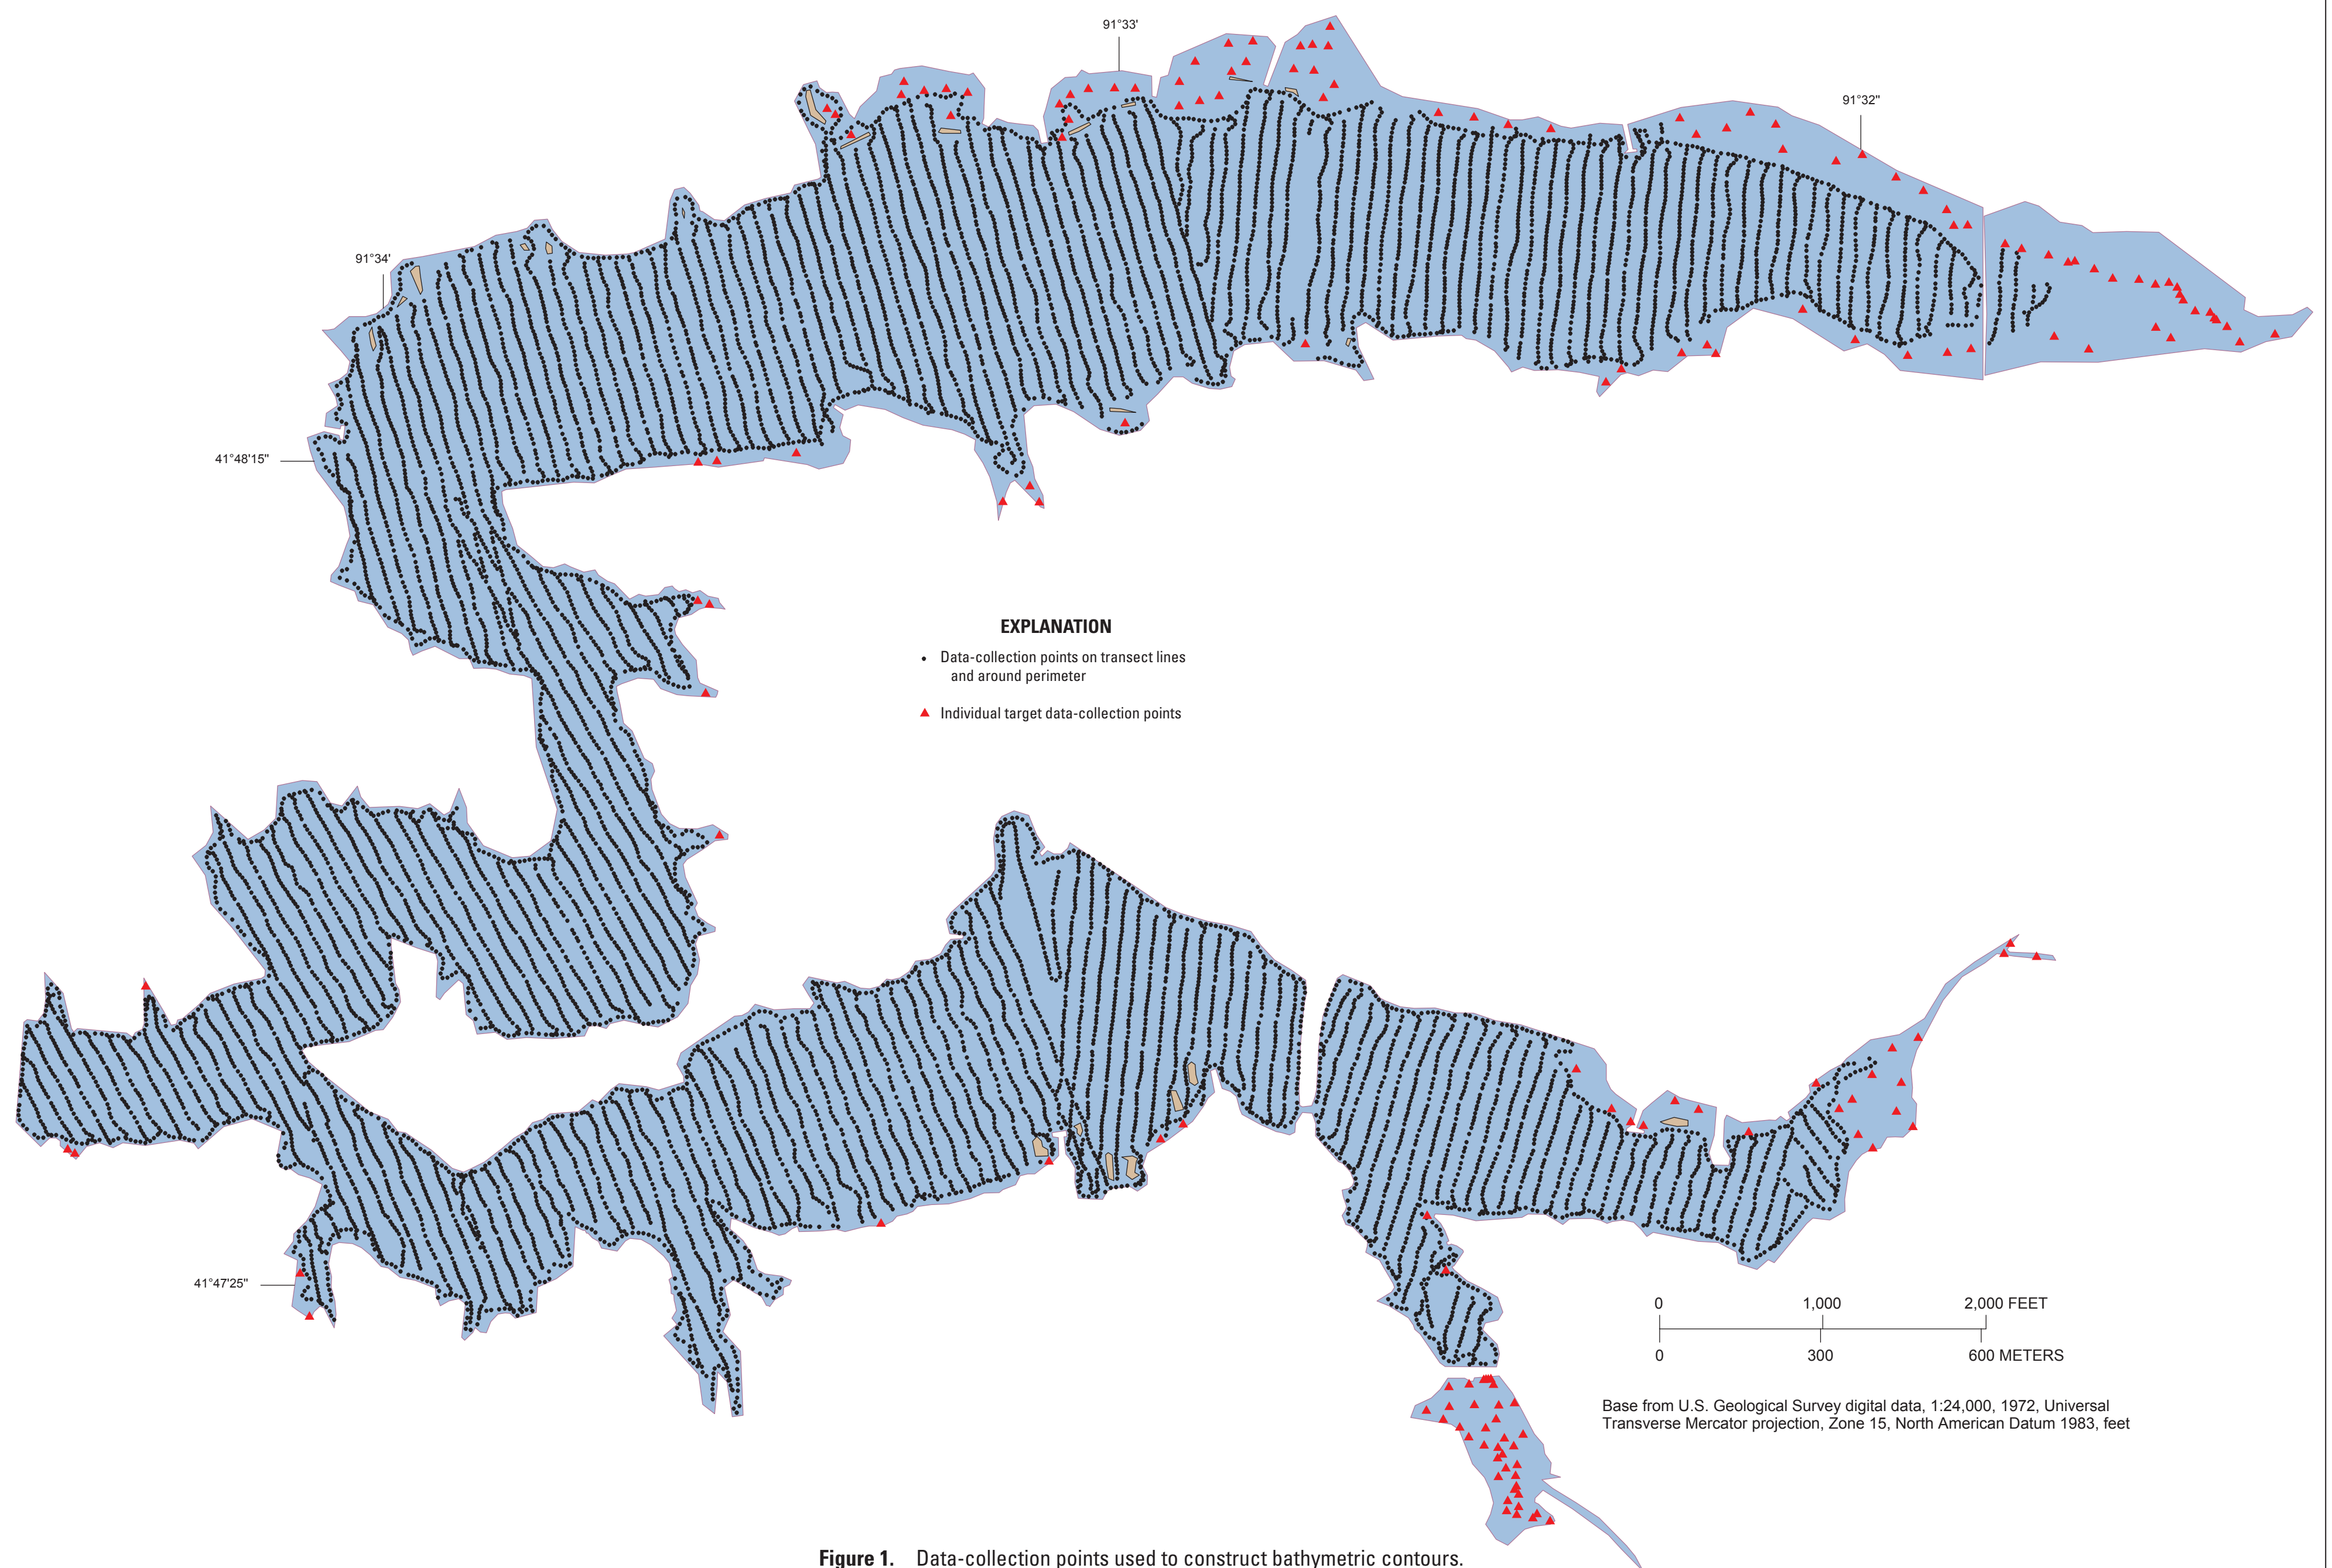 91°33'
91°32"
91°34'
41°48'15"
EXPLANATION
Data-collection points on transect lines
and around perimeter
Individual target data-collection points
41°47'25"
0 1,000 2,000 FEET
0 300 600 METERS
Base from U.S. Geological Survey digital data, 1:24,000, 1972, Universal
Transverse Mercator projection, Zone 15, North American Datum 1983, feet
Figure 1. Data-collection points used to construct bathymetric contours.